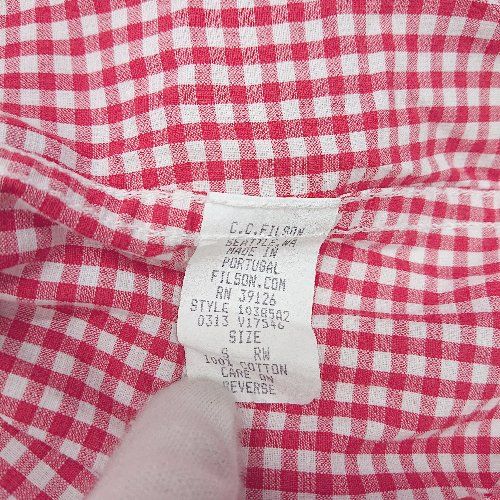 C.C.FILSON
SEATTLE,WA
MADE IN
PORTUGAL
FILSON.COM
RN 39126
STYLE 10385A2
0313 V17546
SIZE
S RW
100% COTTON
CARE ON
REVERSE